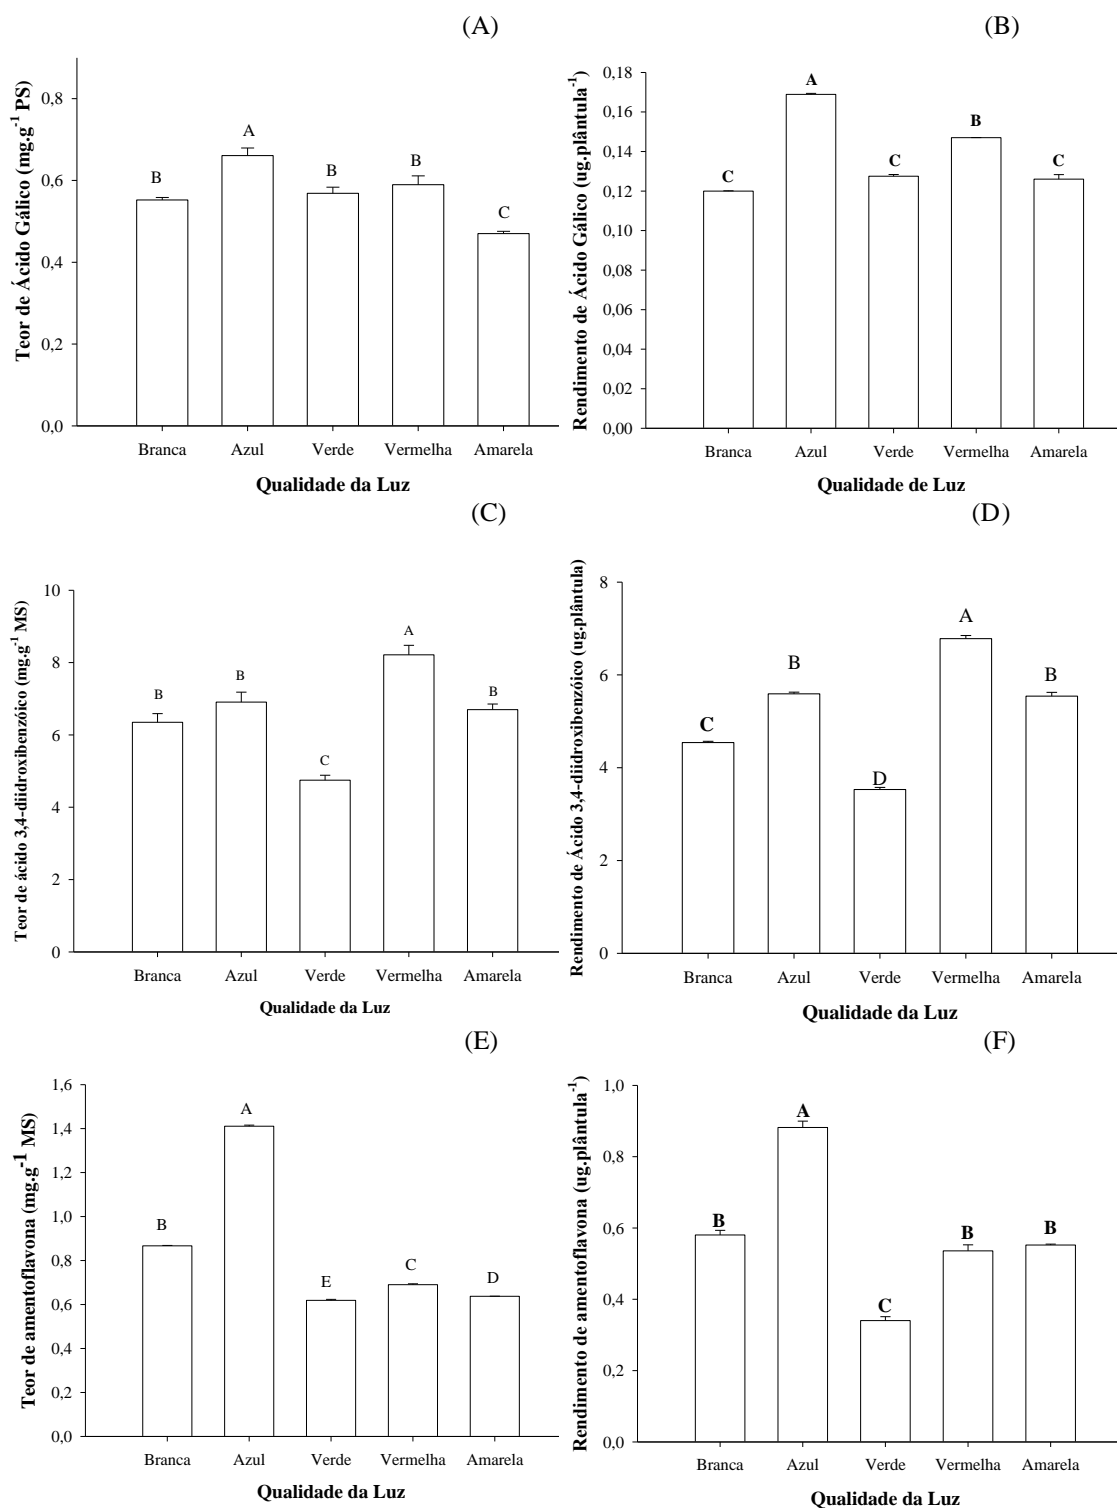 (A)
Teor de Ácido Gálico (mg.g⁻¹ PS)
0,8
0,6
0,4
0,2
0,0
B
A
B
B
C
Branca Azul Verde Vermelha Amarela
Qualidade da Luz
(B)
Rendimento de Ácido Gálico (ug.plântula⁻¹)
0,18
0,16
0,14
0,12
0,10
0,08
0,06
0,04
0,02
0,00
C
A
C
B
C
Branca Azul Verde Vermelha Amarela
Qualidade de Luz
(C)
Teor de ácido 3,4-diidroxibenzóico (mg.g⁻¹ MS)
10
8
6
4
2
0
B
B
C
A
B
Branca Azul Verde Vermelha Amarela
Qualidade da Luz
(D)
Rendimento de Ácido 3,4-diidroxibenzóico (ug.plântula)
8
6
4
2
0
C
B
D
A
B
Branca Azul Verde Vermelha Amarela
Qualidade da Luz
(E)
Teor de amentoflavona (mg.g⁻¹ MS)
1,6
1,4
1,2
1,0
0,8
0,6
0,4
0,2
0,0
B
A
E
C
D
Branca Azul Verde Vermelha Amarela
Qualidade da Luz
(F)
Rendimento de amentoflavona (ug.plântula⁻¹)
1,0
0,8
0,6
0,4
0,2
0,0
B
A
C
B
B
Branca Azul Verde Vermelha Amarela
Qualidade da Luz